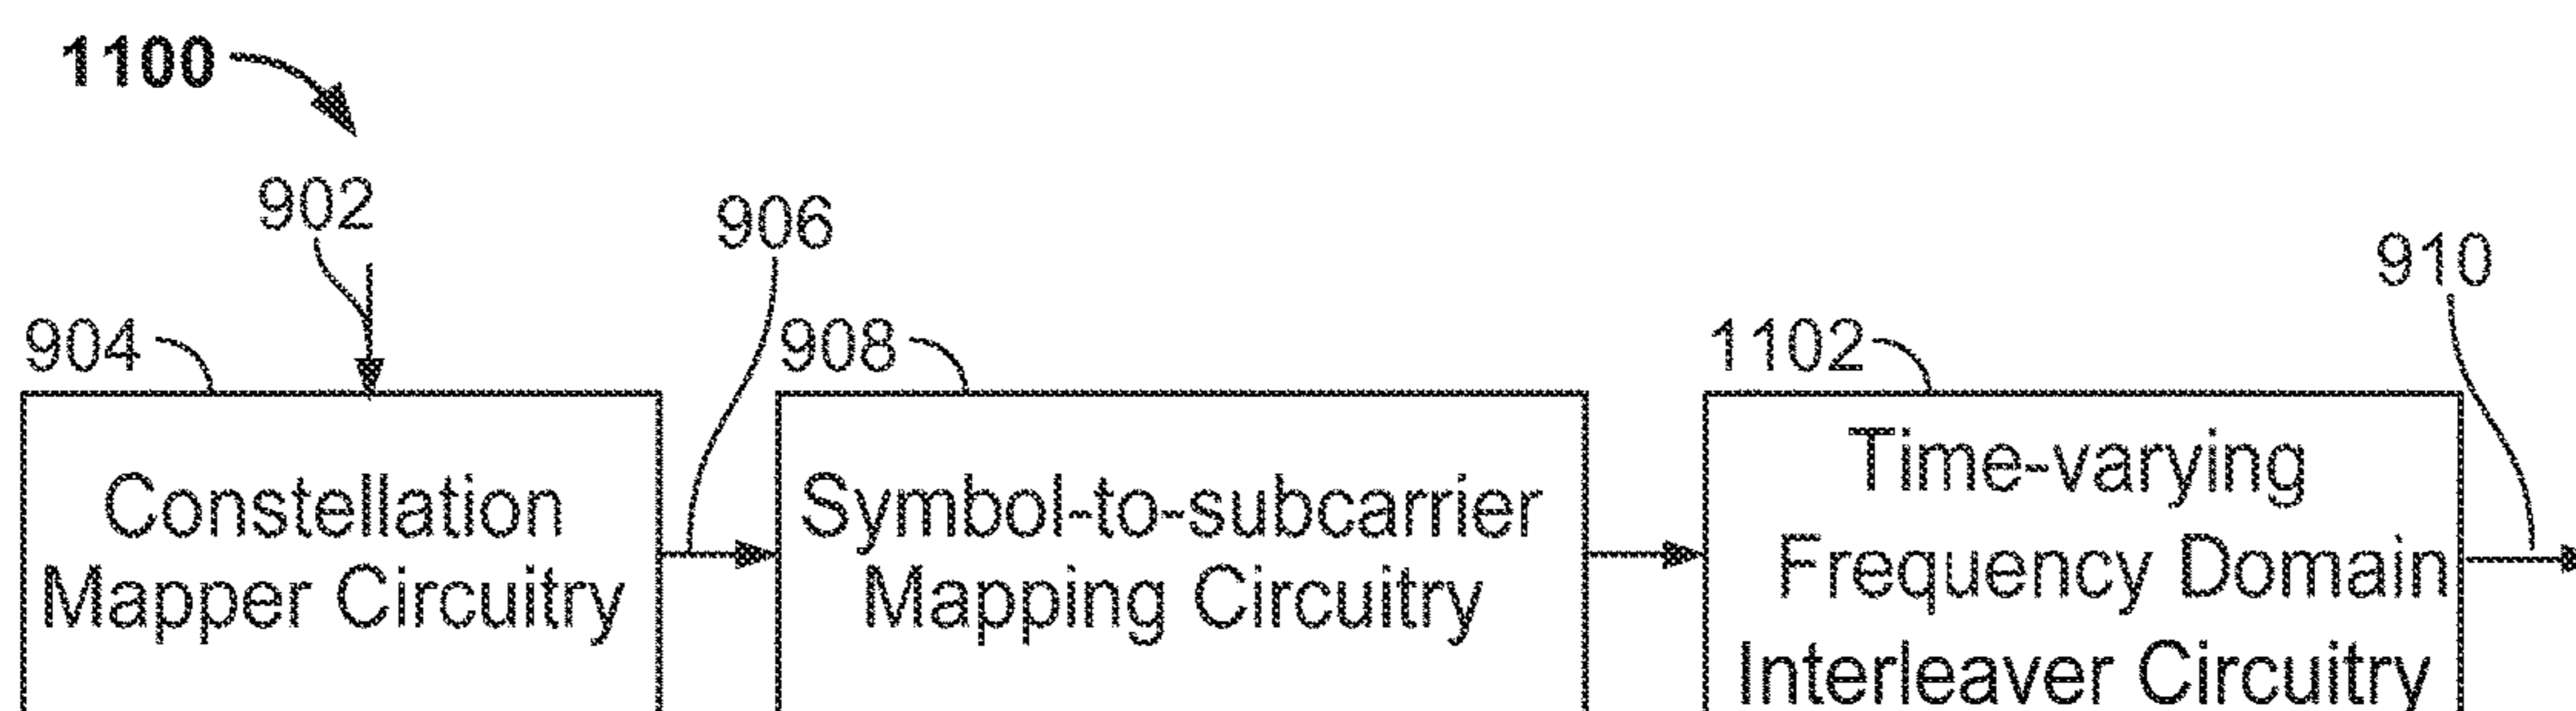 1100
902
906
910
904
908
1102
Constellation
Mapper Circuitry
Symbol-to-subcarrier
Mapping Circuitry
Time-varying
Frequency Domain
Interleaver Circuitry